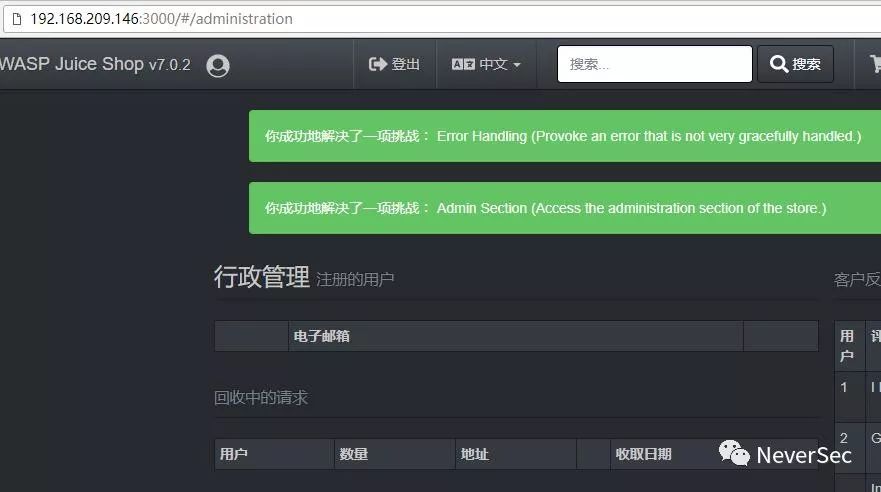 192.168.209.146:3000/#/administration
WASP Juice Shop v7.0.2 登出 中文 搜索... 搜索
你成功地解决了一项挑战： Error Handling (Provoke an error that is not very gracefully handled.)
你成功地解决了一项挑战： Admin Section (Access the administration section of the store.)
行政管理 注册的用户
电子邮箱
回收中的请求
用户 数量 地址 收取日期
客户反
用户 评
1 I
2 G
In
NeverSec